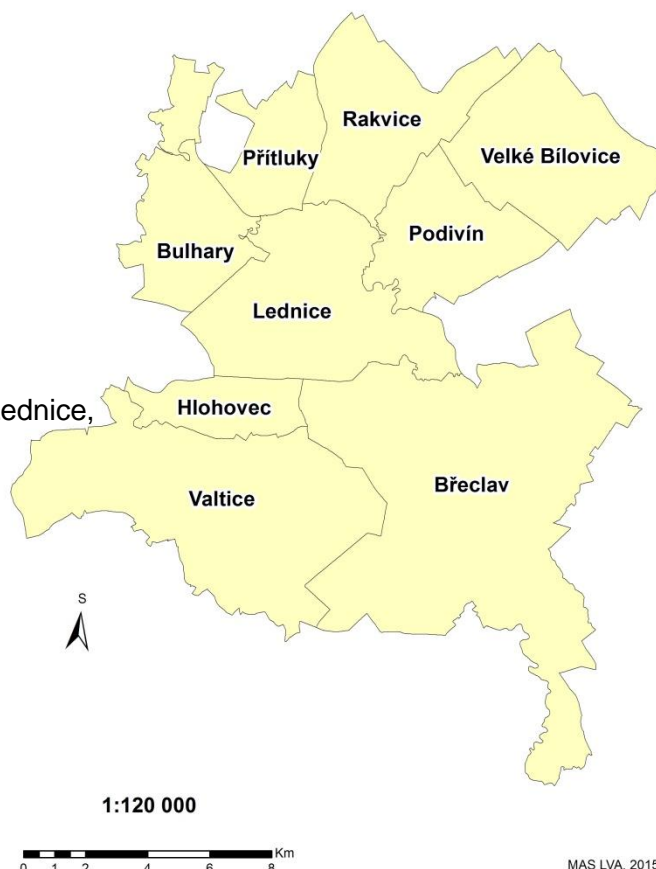 Rakvice
Přítluky
Velké Bílovice
Podivín
Bulhary
Lednice
Hlohovec
ednice,
Břeclav
Valtice
S
1:120 000
Km
0 1 2 4 6 8
MAS LVA, 2015